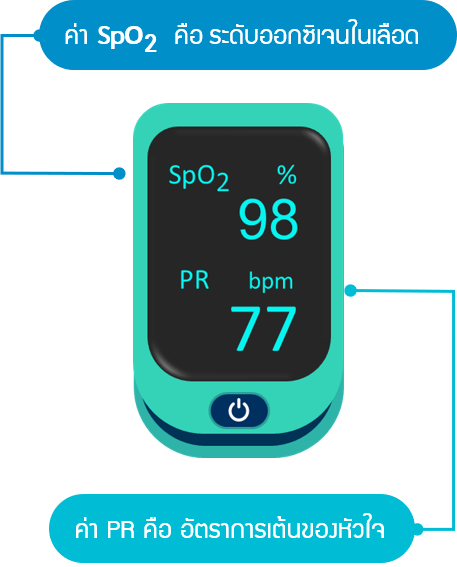 ค่า SpO2 คือ ระดับออกซิเจนในเลือด
SpO2 %
98
PR bpm
77
ค่า PR คือ อัตราการเต้นของหัวใจ